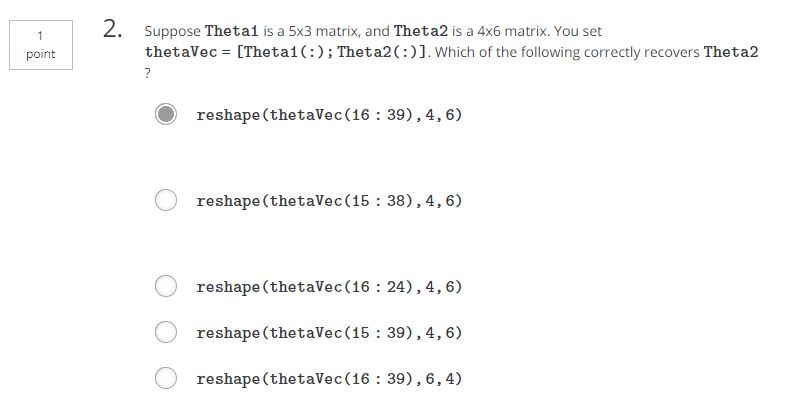 1
point
2.
Suppose Theta1 is a 5x3 matrix, and Theta2 is a 4x6 matrix. You set
thetaVec = [Theta1(:); Theta2(:)]. Which of the following correctly recovers Theta2
?
reshape(thetaVec(16 : 39), 4, 6)
reshape(thetaVec(15 : 38), 4, 6)
reshape(thetaVec(16 : 24), 4, 6)
reshape(thetaVec(15 : 39), 4, 6)
reshape(thetaVec(16 : 39), 6, 4)